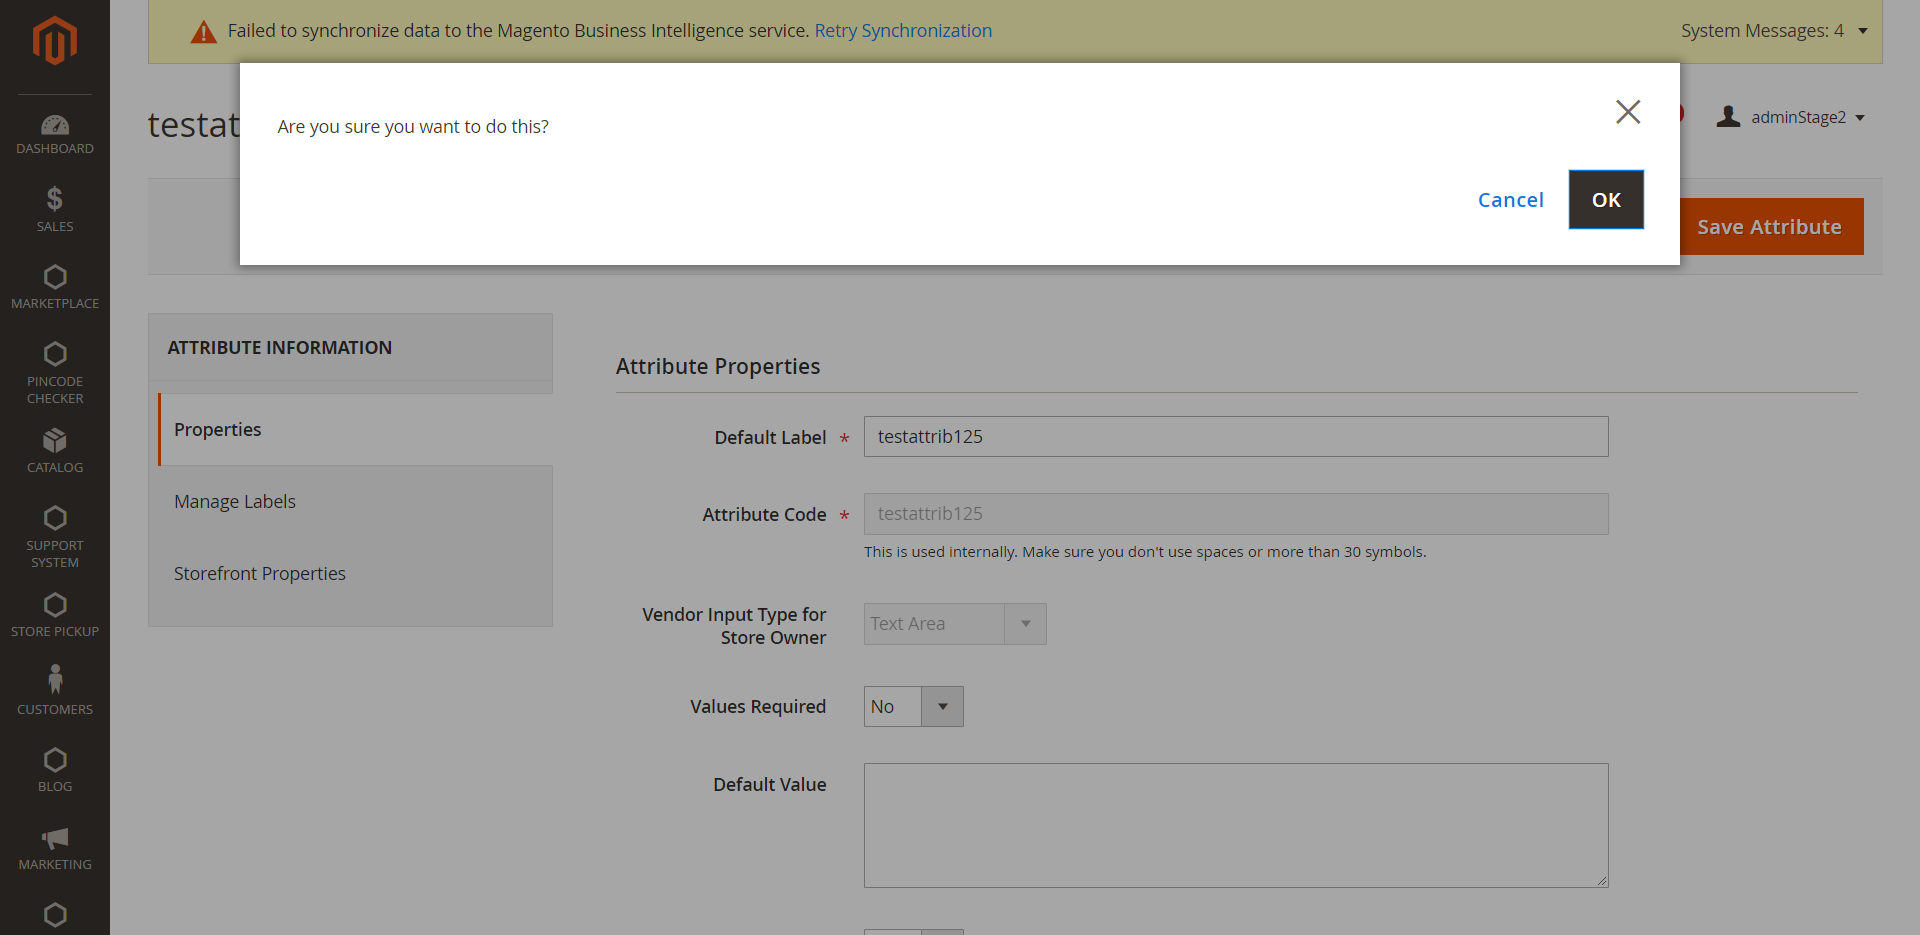 Failed to synchronize data to the Magento Business Intelligence service. Retry Synchronization
System Messages: 4
testat
adminStage2
Are you sure you want to do this?
Cancel
OK
Save Attribute
DASHBOARD
SALES
MARKETPLACE
PINCODE
CHECKER
CATALOG
SUPPORT
SYSTEM
STORE PICKUP
CUSTOMERS
BLOG
MARKETING
ATTRIBUTE INFORMATION
Properties
Manage Labels
Storefront Properties
Attribute Properties
Default Label *
testattrib125
Attribute Code *
testattrib125
This is used internally. Make sure you don't use spaces or more than 30 symbols.
Vendor Input Type for
Store Owner
Text Area
Values Required
No
Default Value